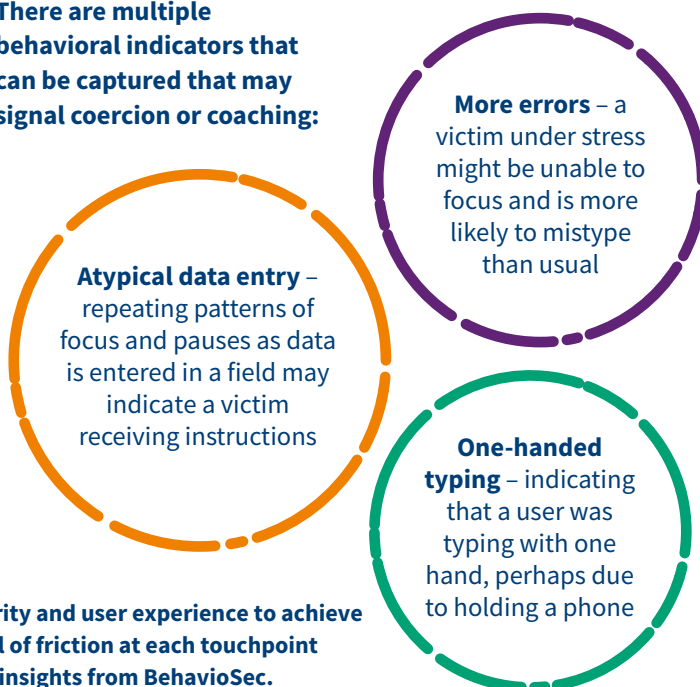 There are multiple
behavioral indicators that
can be captured that may
signal coercion or coaching:
More errors – a
victim under stress
might be unable to
focus and is more
likely to mistype
than usual
Atypical data entry –
repeating patterns of
focus and pauses as data
is entered in a field may
indicate a victim
receiving instructions
One-handed
typing – indicating
that a user was
typing with one
hand, perhaps due
to holding a phone
and user experience to achieve
of friction at each touchpoint
insights from BehavioSec.